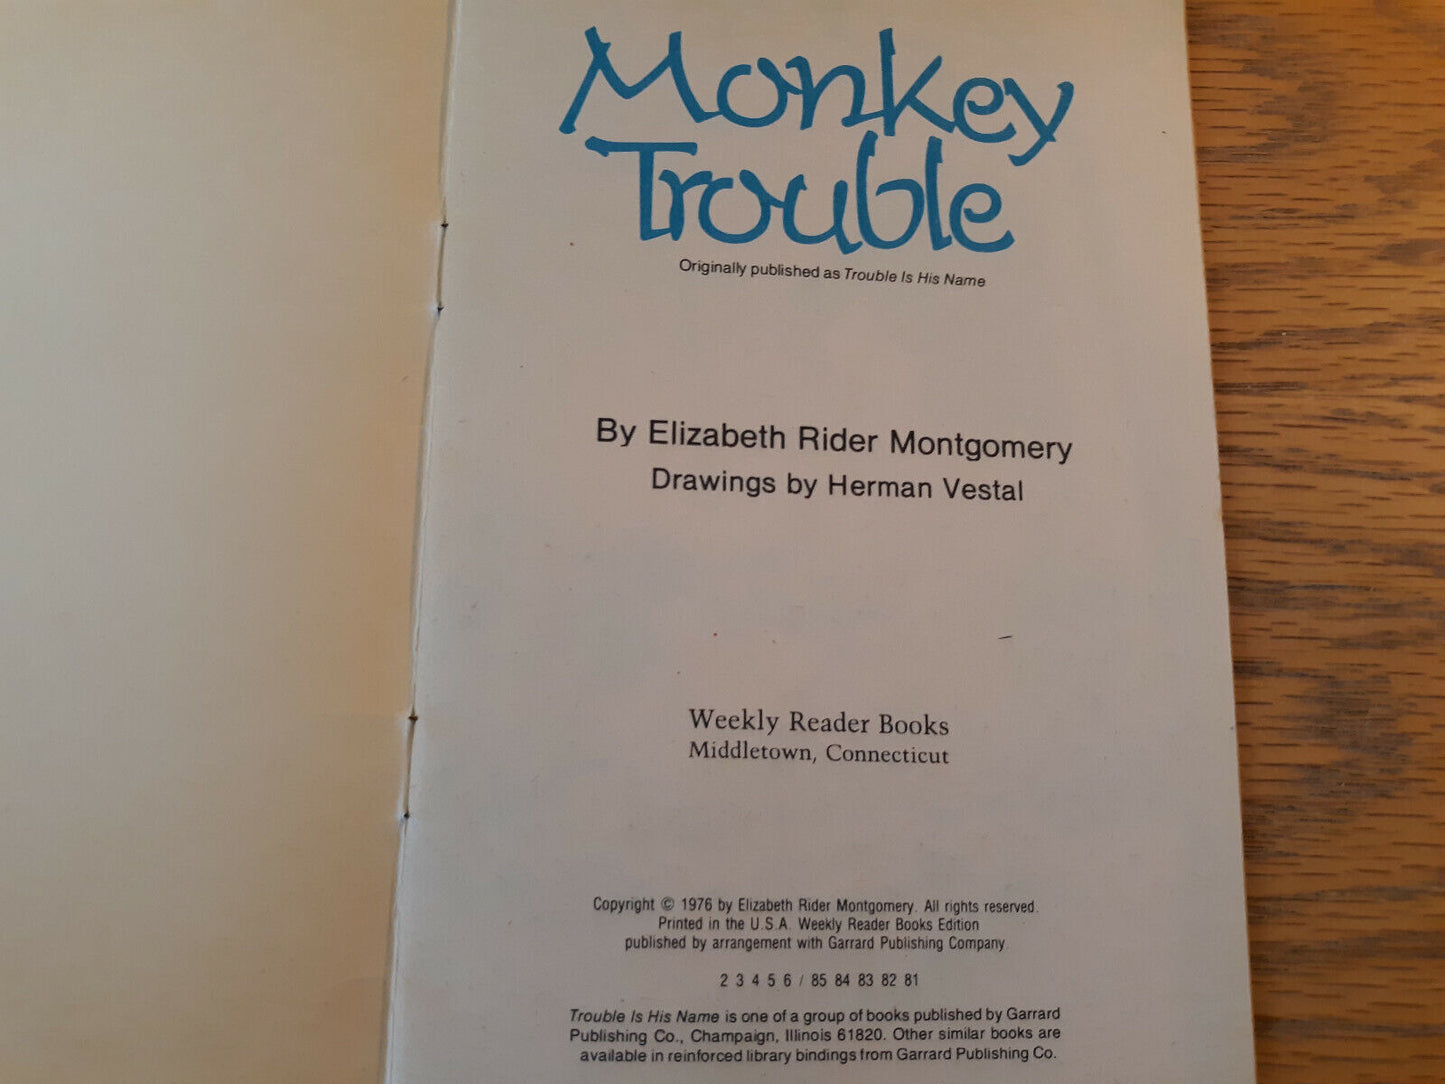 Monkey
Trouble
Originally published as Trouble Is His Name
By Elizabeth Rider Montgomery
Drawings by Herman Vestal
Weekly Reader Books
Middletown, Connecticut
Copyright © 1976 by Elizabeth Rider Montgomery. All rights reserved.
Printed in the U.S.A. Weekly Reader Books Edition
published by arrangement with Garrard Publishing Company.
2 3 4 5 6 / 85 84 83 82 81
Trouble Is His Name is one of a group of books published by Garrard
Publishing Co., Champaign, Illinois 61820. Other similar books are
available in reinforced library bindings from Garrard Publishing Co.